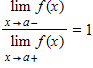 lim f(x)
x→a−
lim f(x)
x→a+
= 1